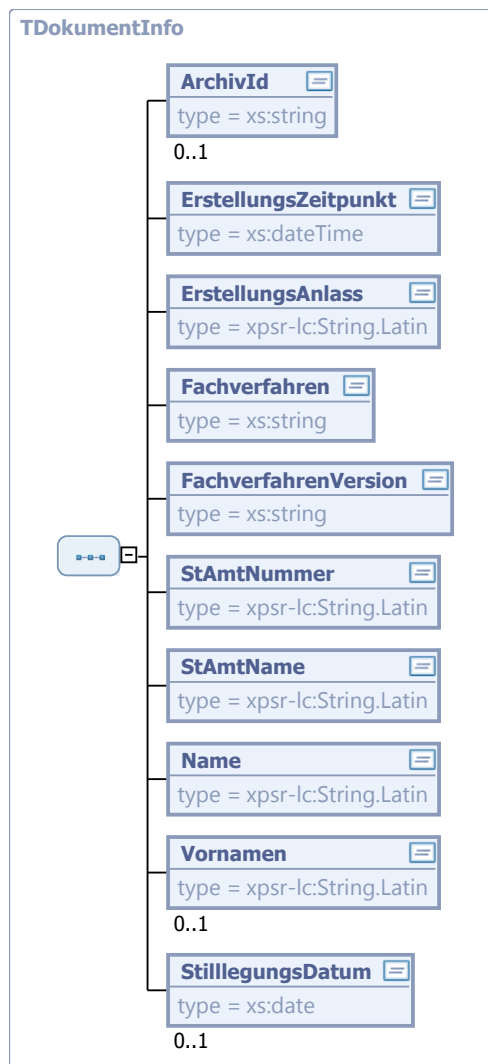 TDokumentInfo
ArchivId
type = xs:string
0..1
ErstellungsZeitpunkt
type = xs:dateTime
ErstellungsAnlass
type = xpsr-lc:String.Latin
Fachverfahren
type = xs:string
FachverfahrenVersion
type = xs:string
StAmtNummer
type = xpsr-lc:String.Latin
StAmtName
type = xpsr-lc:String.Latin
Name
type = xpsr-lc:String.Latin
Vornamen
type = xpsr-lc:String.Latin
0..1
StilllegungsDatum
type = xs:date
0..1